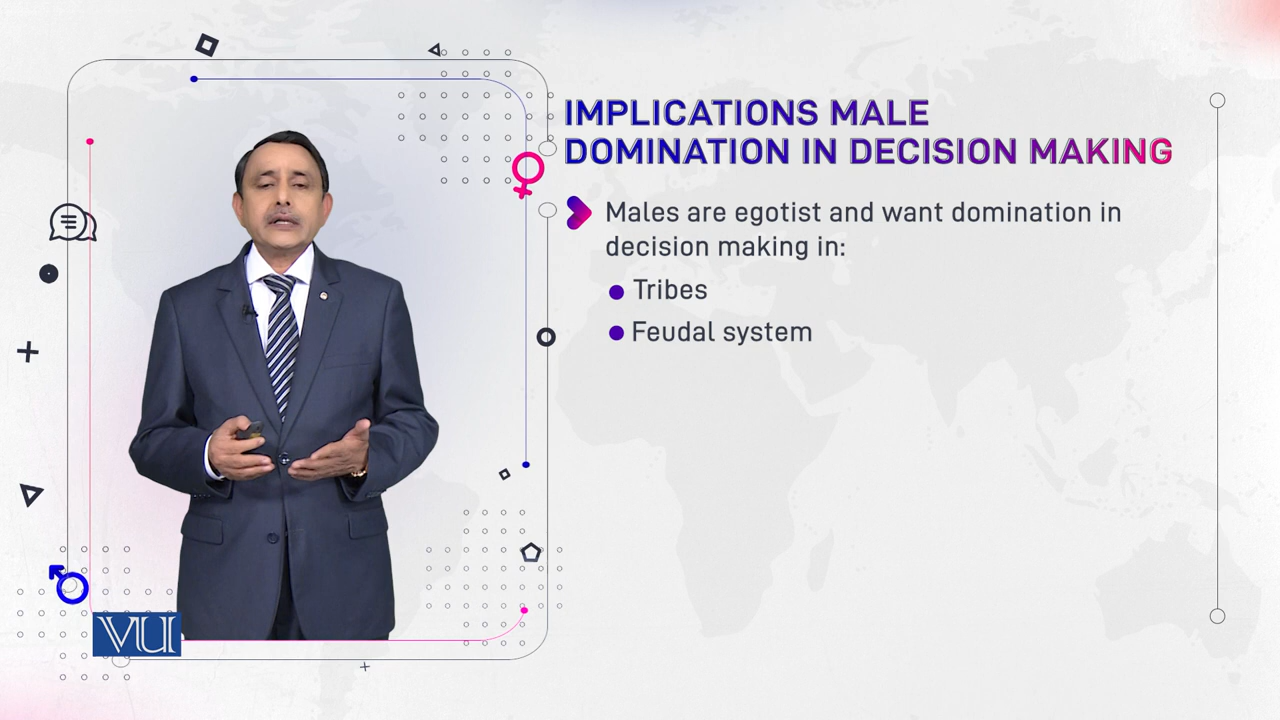 IMPLICATIONS MALE
DOMINATION IN DECISION MAKING
Males are egotist and want domination in
decision making in:
Tribes
Feudal system
VU